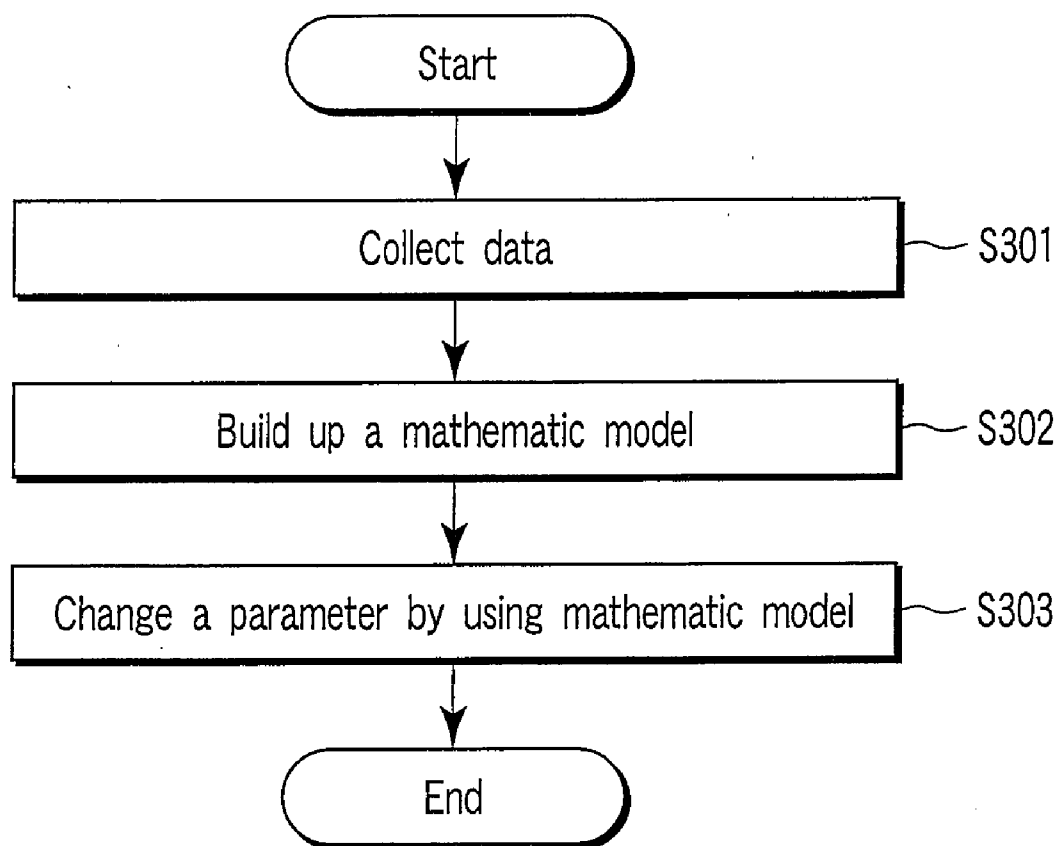 Start
Collect data
S301
Build up a mathematic model
S302
Change a parameter by using mathematic model
S303
End